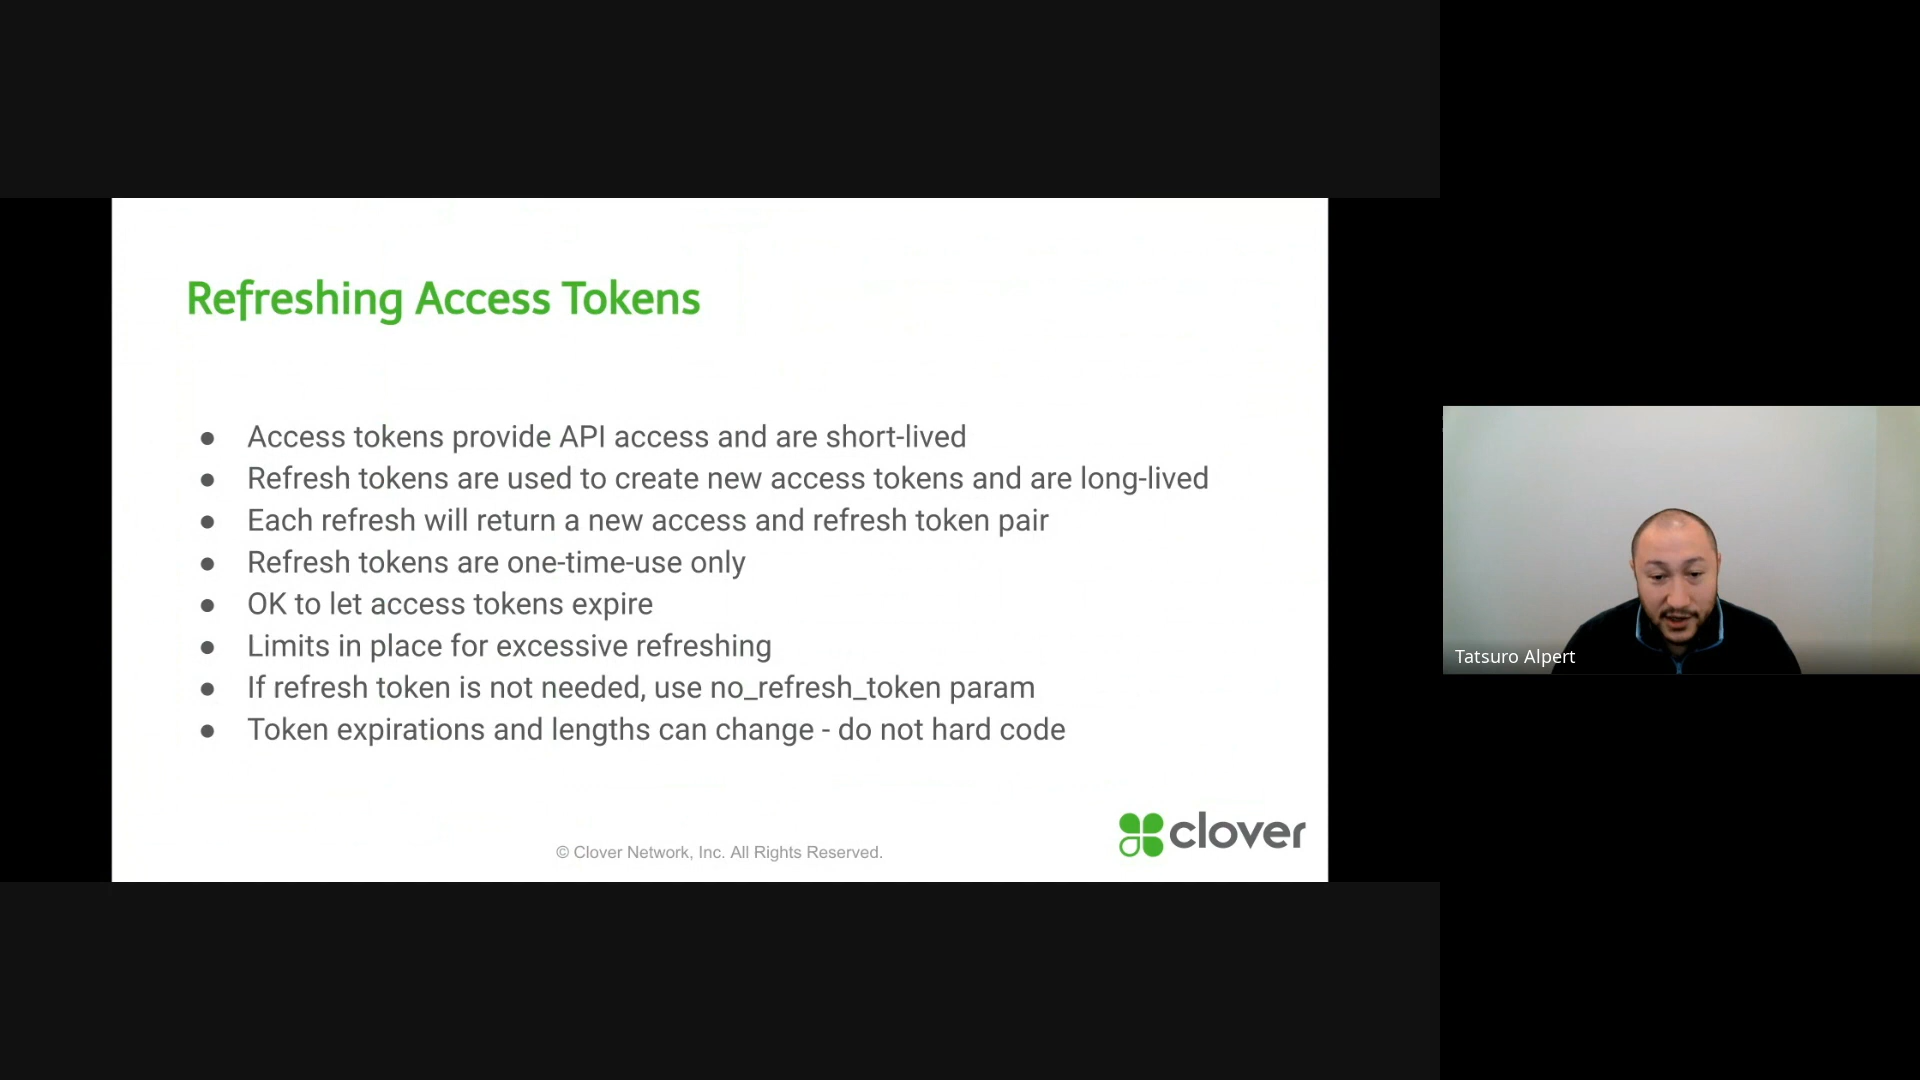 Refreshing Access Tokens
● Access tokens provide API access and are short-lived
● Refresh tokens are used to create new access tokens and are long-lived
● Each refresh will return a new access and refresh token pair
● Refresh tokens are one-time-use only
● OK to let access tokens expire
● Limits in place for excessive refreshing
● If refresh token is not needed, use no_refresh_token param
● Token expirations and lengths can change - do not hard code
© Clover Network, Inc. All Rights Reserved.
clover
Tatsuro Alpert